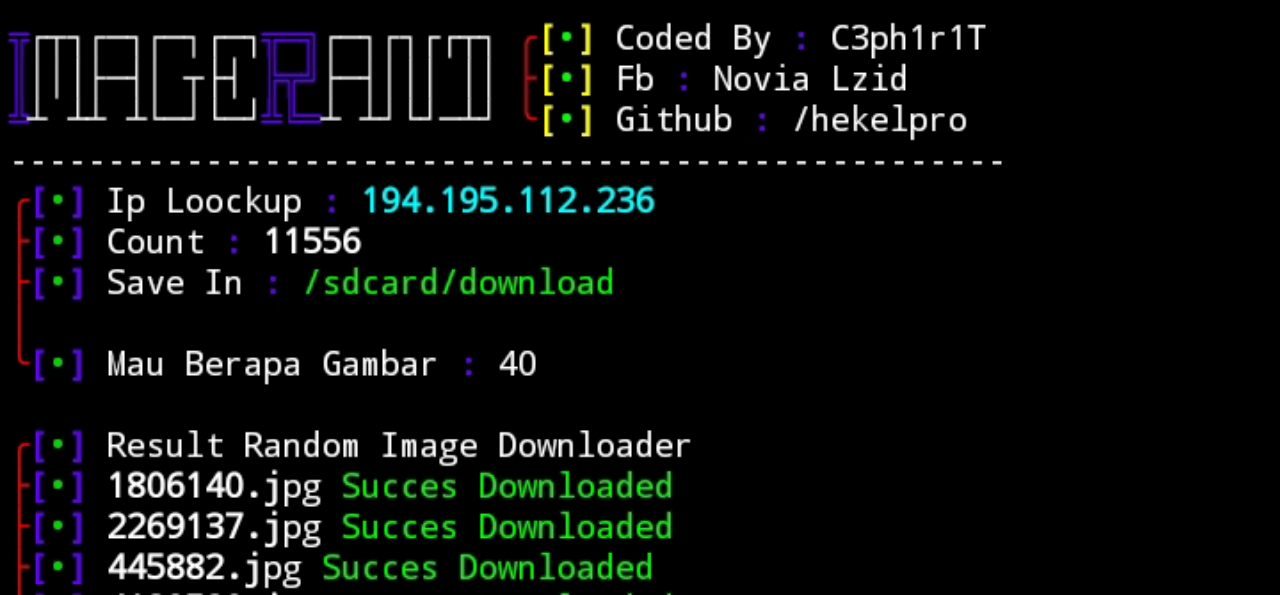 IMAGERANT
[•] Coded By : C3ph1r1T
[•] Fb : Novia Lzid
[•] Github : /hekelpro
---------------------------------------------------
[•] Ip Loockup : 194.195.112.236
[•] Count : 11556
[•] Save In : /sdcard/download
[•] Mau Berapa Gambar : 40
[•] Result Random Image Downloader
[•] 1806140.jpg Succes Downloaded
[•] 2269137.jpg Succes Downloaded
[•] 445882.jpg Succes Downloaded